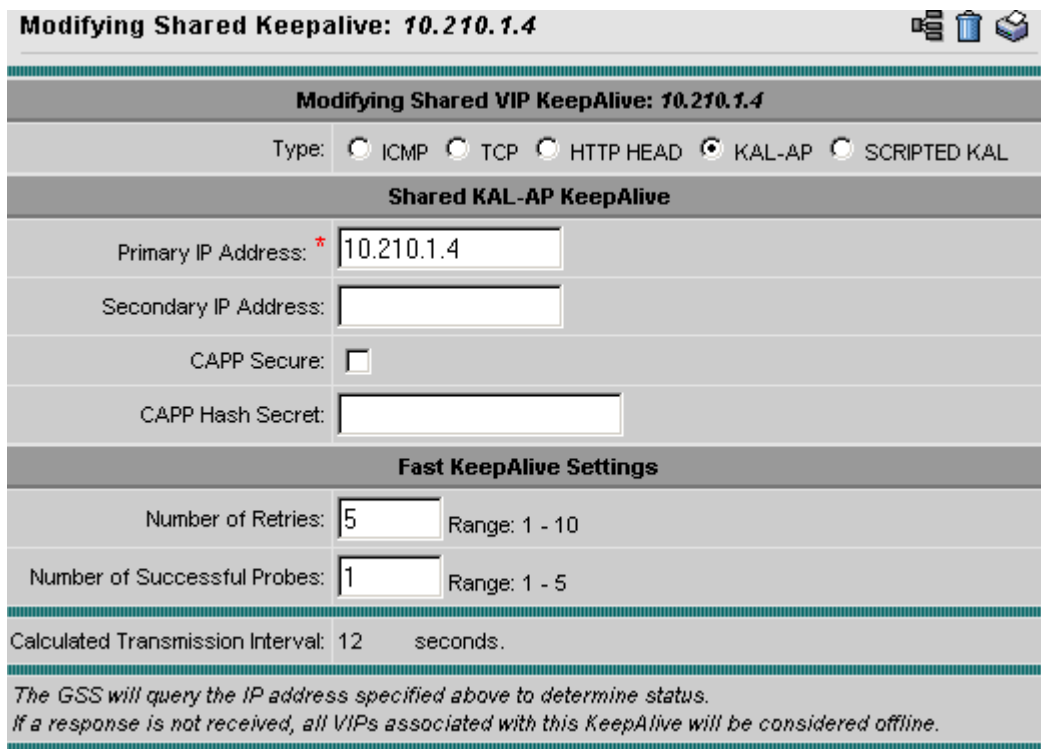 Modifying Shared Keepalive: 10.210.1.4
Modifying Shared VIP KeepAlive: 10.210.1.4
Type: ICMP TCP HTTP HEAD KAL-AP SCRIPTED KAL
Shared KAL-AP KeepAlive
Primary IP Address: * 10.210.1.4
Secondary IP Address:
CAPP Secure:
CAPP Hash Secret:
Fast KeepAlive Settings
Number of Retries: 5 Range: 1 - 10
Number of Successful Probes: 1 Range: 1 - 5
Calculated Transmission Interval: 12 seconds.
The GSS will query the IP address specified above to determine status.
If a response is not received, all VIPs associated with this KeepAlive will be considered offline.